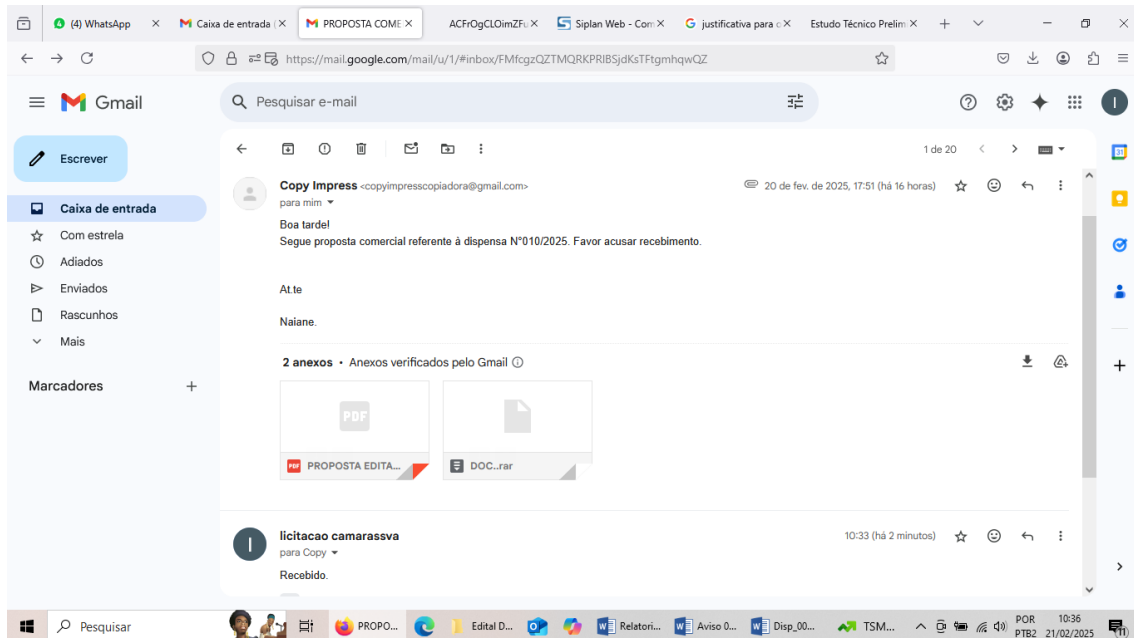 (4) WhatsApp
Caixa de entrada (
PROPOSTA COME
ACFrOgCLOimZFu
Siplan Web - Com
justificativa para c
Estudo Técnico Prelim
https://mail.google.com/mail/u/1/#inbox/FMfcgzQZTMQRKPRlBSjdKsTFtgmhqwQZ
Gmail
Pesquisar e-mail
Escrever
1 de 20
Caixa de entrada
Com estrela
Adiados
Enviados
Rascunhos
Mais
Marcadores
Copy Impress <copyimpresscopiadora@gmail.com>
20 de fev. de 2025, 17:51 (há 16 horas)
para mim
Boa tarde!
Segue proposta comercial referente à dispensa N°010/2025. Favor acusar recebimento.
At.te
Naiane.
2 anexos • Anexos verificados pelo Gmail
PDF
PDF PROPOSTA EDITA...
DOC..rar
licitacao camarassva
10:33 (há 2 minutos)
para Copy
Recebido.
Pesquisar
PROPO...
Edital D...
Relatori...
Aviso 0...
Disp_00...
TSM...
POR
PTB2
10:36
21/02/2025